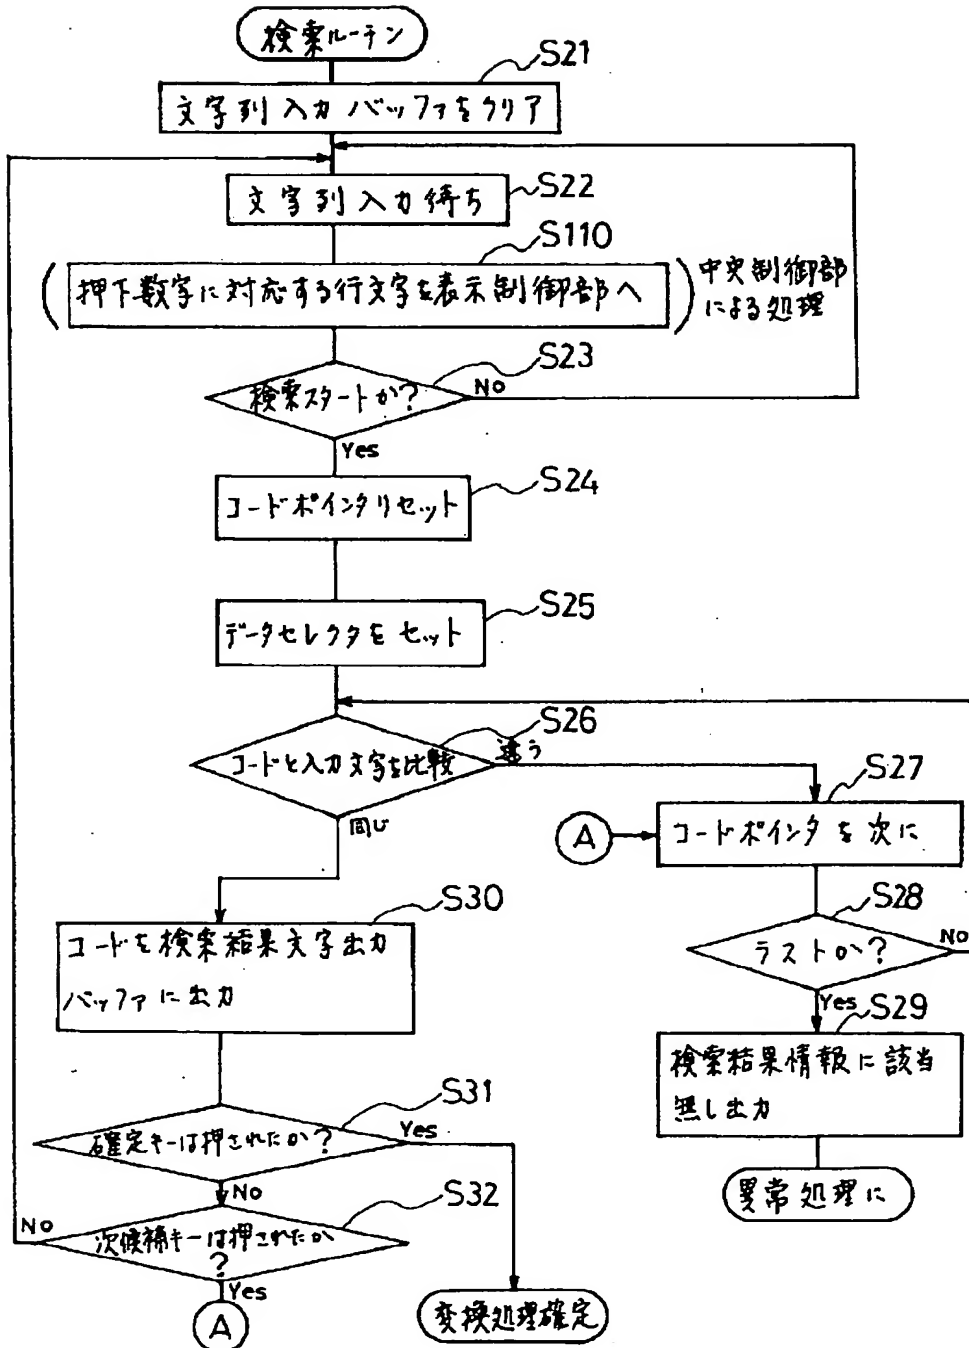 検索ルーチン
S21
文字列入力バッファをクリア
S22
文字列入力待ち
S110
押下数字に対応する行文字を表示制御部へ
中央制御部
による処理
S23
検索スタートか?
No
Yes
S24
コードポインタリセット
S25
データセレクタをセット
S26
コードと入力文字を比較
違う
同じ
S27
A
コードポインタを次に
S28
ラストか?
No
Yes
S29
検索結果情報に該当
無し出力
異常処理に
S30
コードを検索結果文字出力
バッファに出力
S31
確定キーは押されたか?
Yes
No
S32
次候補キーは押されたか
?
No
Yes
A
変換処理確定